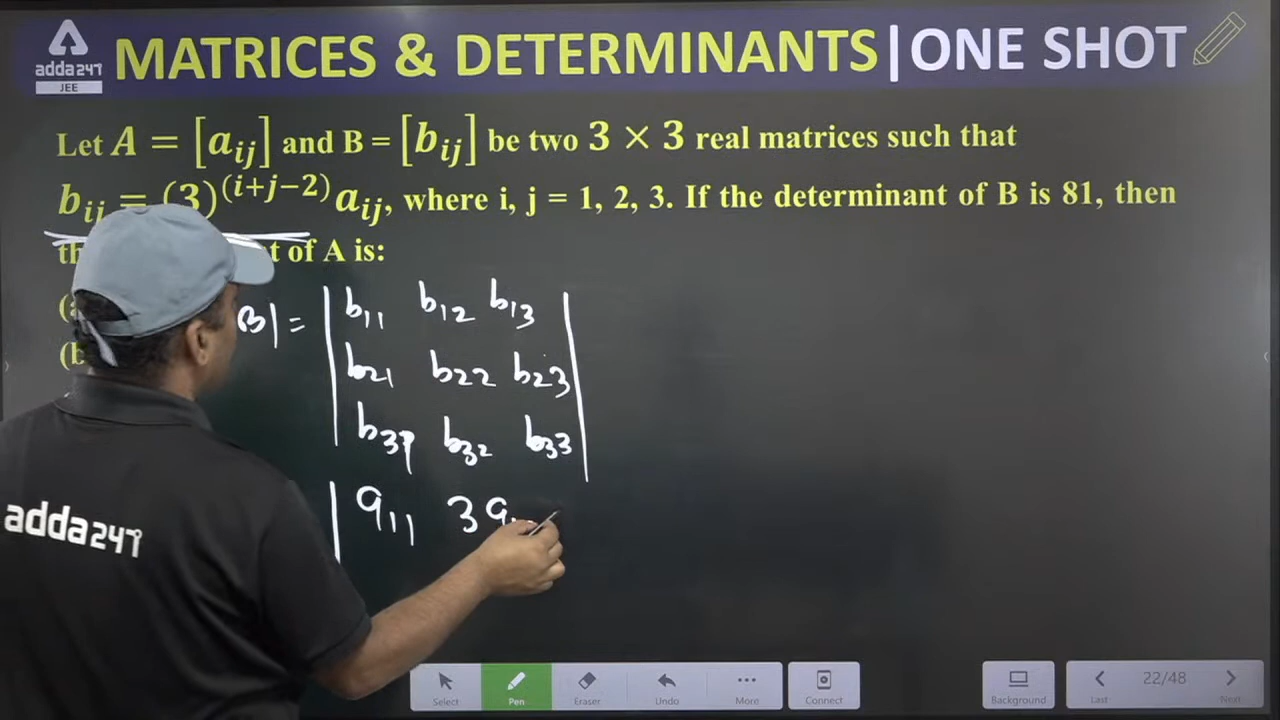 adda247
JEE
MATRICES & DETERMINANTS|ONE SHOT
Let A = [aij] and B = [bij] be two 3 × 3 real matrices such that
bij = (3)^(i+j−2) aij, where i, j = 1, 2, 3. If the determinant of B is 81, then
of A is:
(b
B| = | b11 b12 b13 |
b21 b22 b23
b31 b32 b33
| a11 3a
adda247
Select Pen Eraser Undo More Connect Background Last 22/48 Next